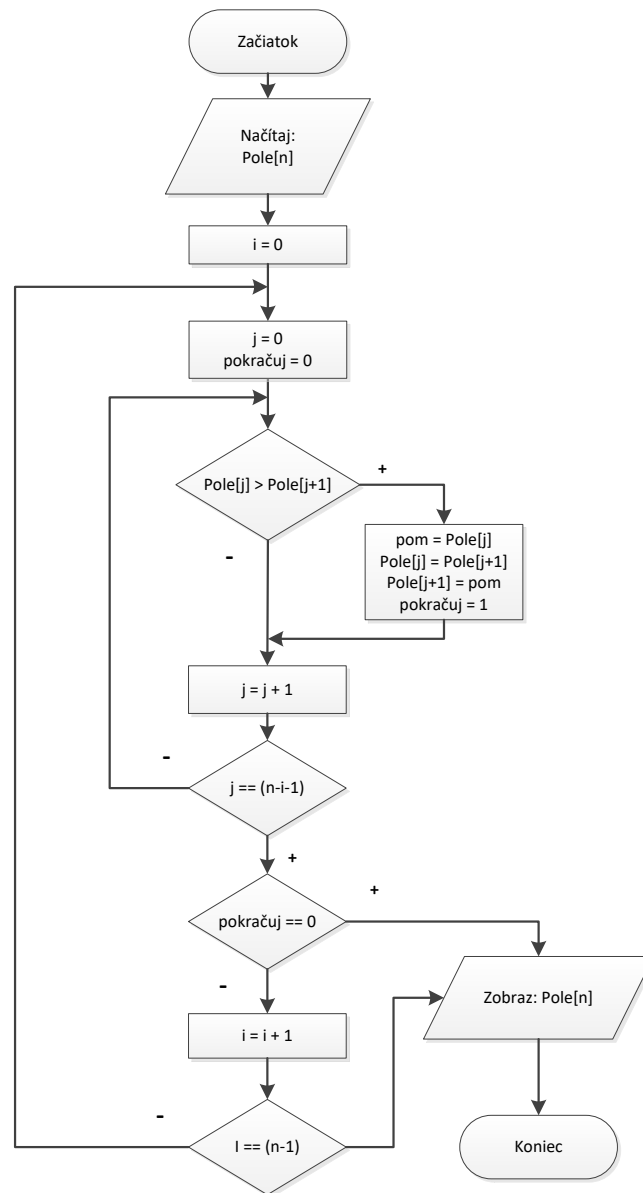 Začiatok
Načítaj:
Pole[n]
i = 0
j = 0
pokračuj = 0
Pole[j] > Pole[j+1]
+
-
pom = Pole[j]
Pole[j] = Pole[j+1]
Pole[j+1] = pom
pokračuj = 1
j = j + 1
-
j == (n-i-1)
+
pokračuj == 0
+
-
Zobraz: Pole[n]
i = i + 1
-
I == (n-1)
Koniec